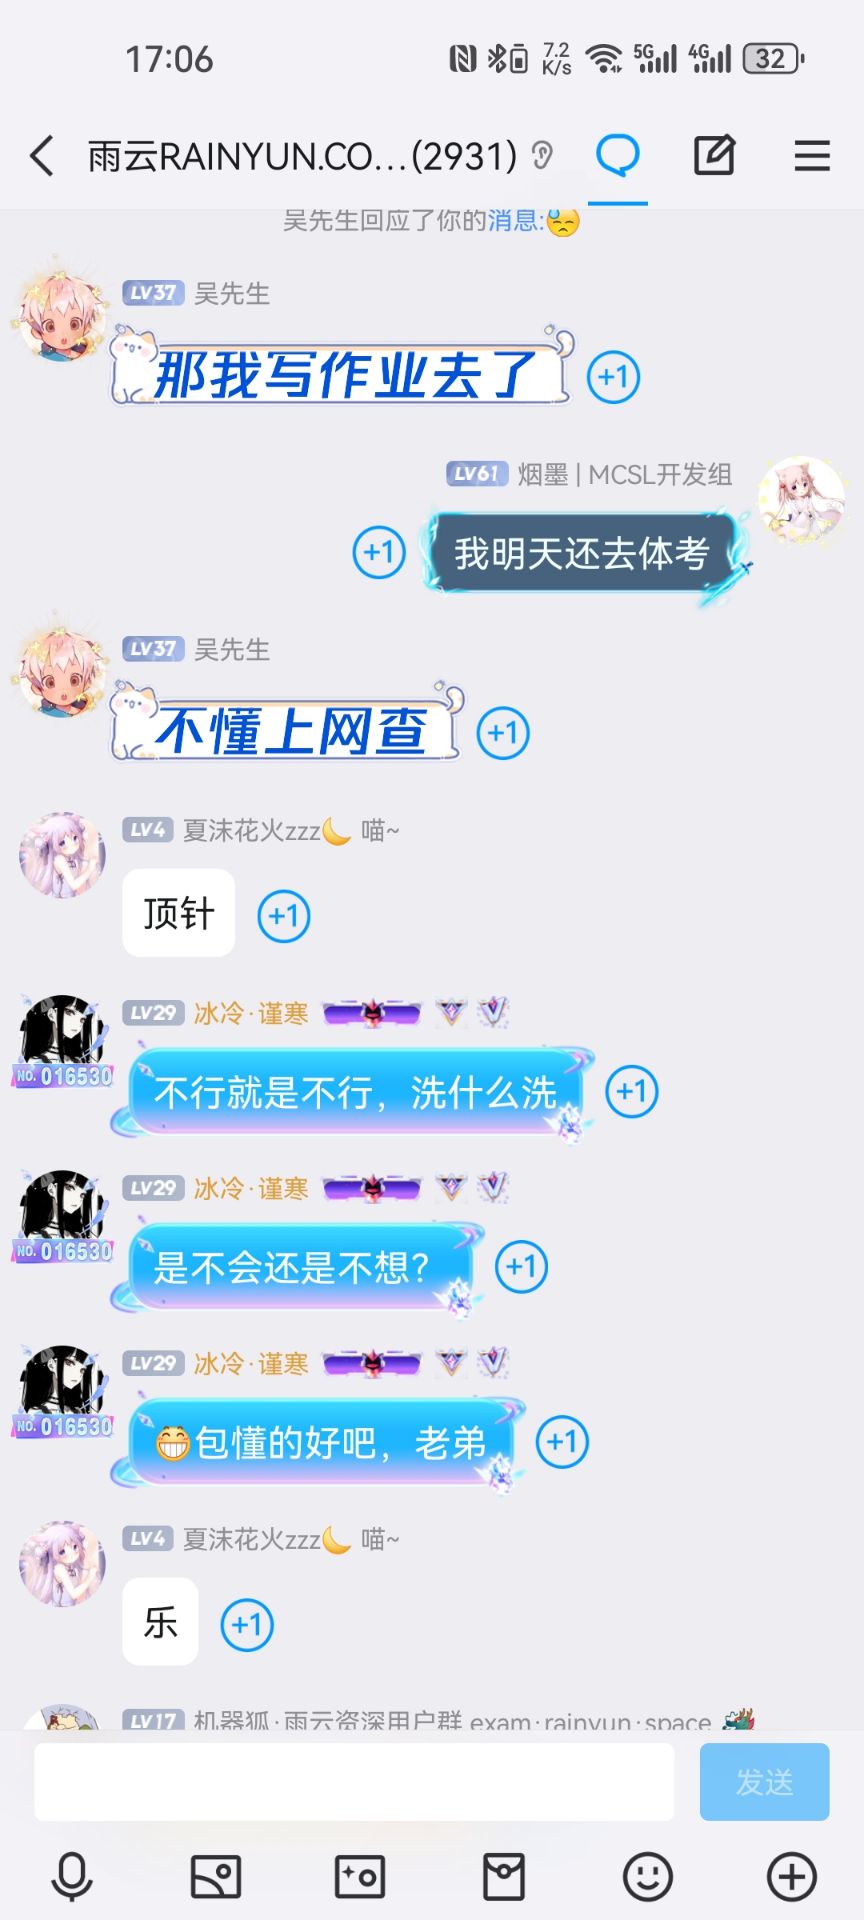 17:06
7.2
K/s
5G
4G
32
雨云RAINYUN.CO...(2931)
吴先生回应了你的消息:
LV37 吴先生
那我写作业去了
+1
LV61 烟墨 | MCSL开发组
+1
我明天还去体考
LV37 吴先生
不懂上网查
+1
LV4 夏沫花火zzz🌙 喵~
顶针
+1
LV29 冰冷·谨寒
NO. 016530
不行就是不行，洗什么洗
+1
LV29 冰冷·谨寒
NO. 016530
是不会还是不想？
+1
LV29 冰冷·谨寒
NO. 016530
😁包懂的好吧，老弟
+1
LV4 夏沫花火zzz🌙 喵~
乐
+1
LV17 机器狐·雨云资深用户群 exam·rainyun·space
发送